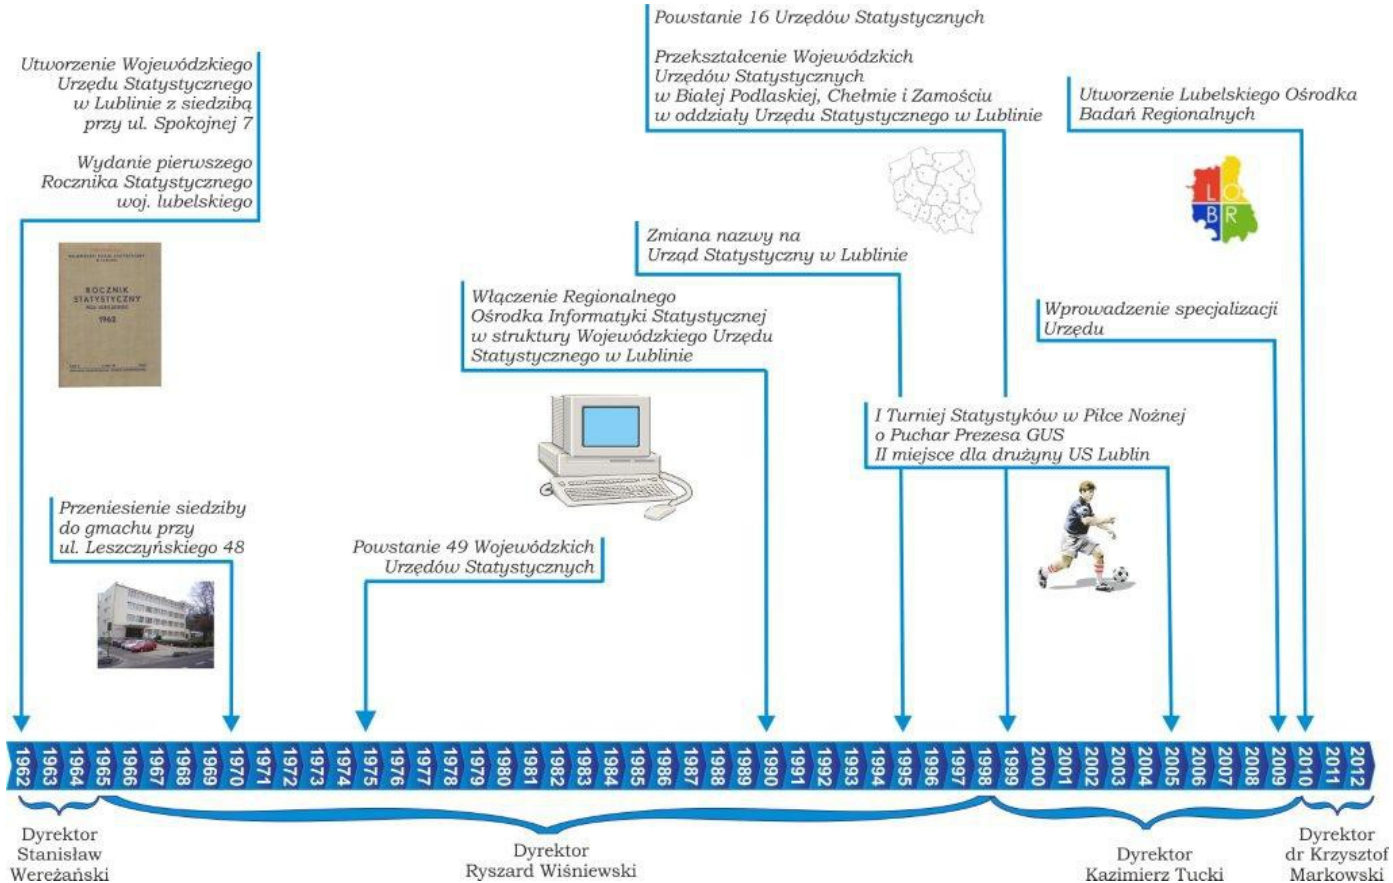 Powstanie 16 Urzędów Statystycznych
Przekształcenie Wojewódzkich
Urzędów Statystycznych
w Białej Podlaskiej, Chełmie i Zamościu
w oddziały Urzędu Statystycznego w Lublinie
Utworzenie Wojewódzkiego
Urzędu Statystycznego
w Lublinie z siedzibą
przy ul. Spokojnej 7
Wydanie pierwszego
Rocznika Statystycznego
woj. lubelskiego
Utworzenie Lubelskiego Ośrodka
Badań Regionalnych
L O
B R
ROCZNIK
STATYSTYCZNY
Zmiana nazwy na
Urząd Statystyczny w Lublinie
Włączenie Regionalnego
Ośrodka Informatyki Statystycznej
w struktury Wojewódzkiego Urzędu
Statystycznego w Lublinie
Wprowadzenie specjalizacji
Urzędu
I Turniej Statystyków w Piłce Nożnej
o Puchar Prezesa GUS
II miejsce dla drużyny US Lublin
Przeniesienie siedziby
do gmachu przy
ul. Leszczyńskiego 48
Powstanie 49 Wojewódzkich
Urzędów Statystycznych
1962 1963 1964 1965 1966 1967 1968 1969 1970 1971 1972 1973 1974 1975 1976 1977 1978 1979 1980 1981 1982 1983 1984 1985 1986 1987 1988 1989 1990 1991 1992 1993 1994 1995 1996 1997 1998 1999 2000 2001 2002 2003 2004 2005 2006 2007 2008 2009 2010 2011 2012
Dyrektor
Stanisław
Wereżański
Dyrektor
Ryszard Wiśniewski
Dyrektor
Kazimierz Tucki
Dyrektor
dr Krzysztof
Markowski